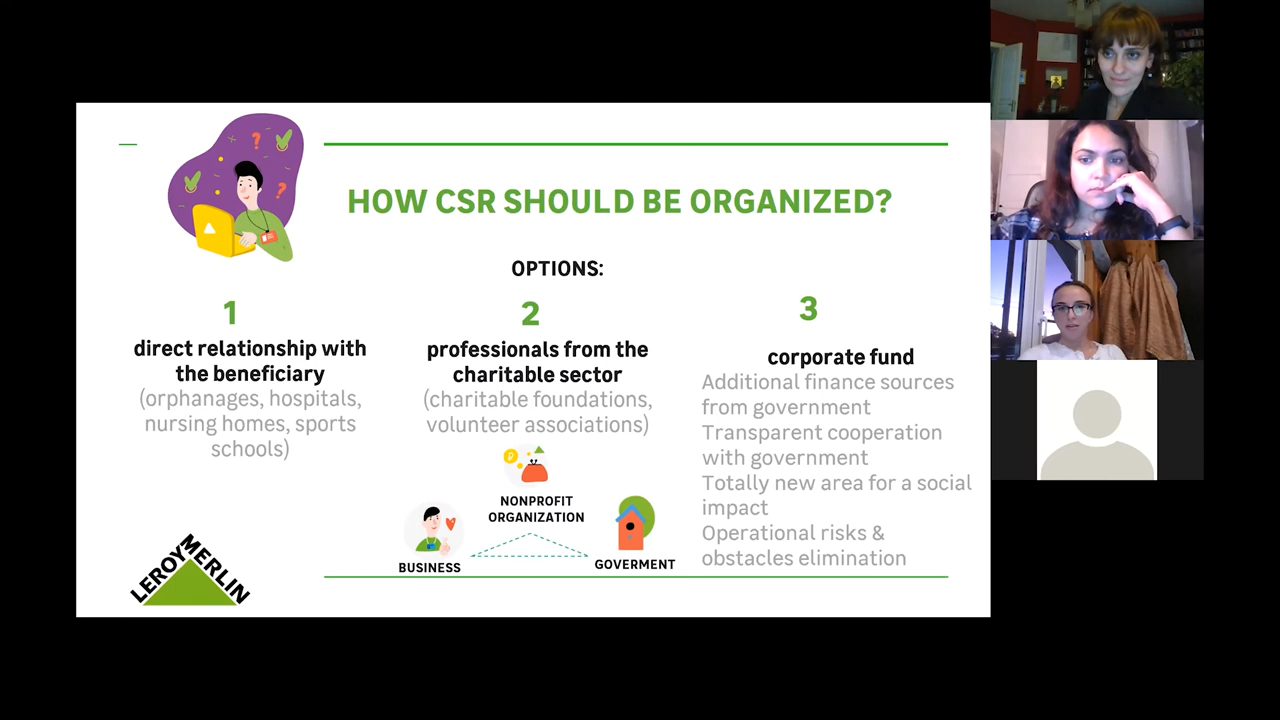 HOW CSR SHOULD BE ORGANIZED?
OPTIONS:
1
direct relationship with
the beneficiary
(orphanages, hospitals,
nursing homes, sports
schools)
2
professionals from the
charitable sector
(charitable foundations,
volunteer associations)
NONPROFIT
ORGANIZATION
BUSINESS
GOVERMENT
3
corporate fund
Additional finance sources
from government
Transparent cooperation
with government
Totally new area for a social
impact
Operational risks &
obstacles elimination
LEROY MERLIN